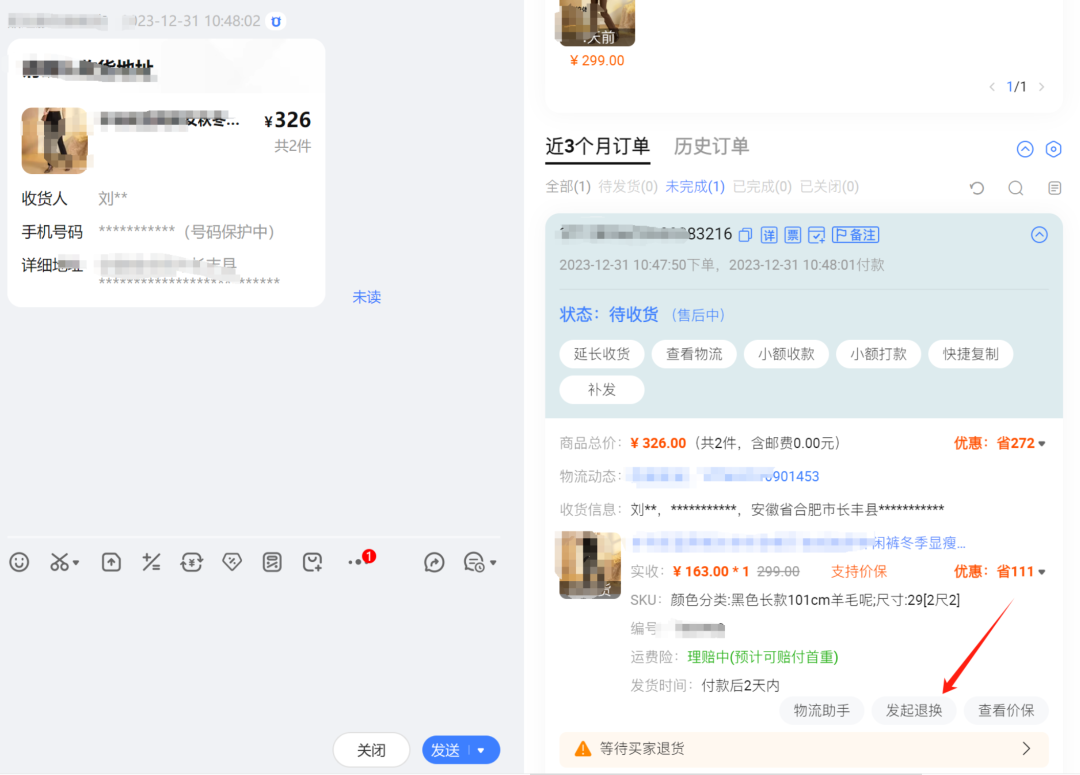 23-12-31 10:48:02
收货地址
女秋冬...
¥326
共2件
收货人 刘**
手机号码 ***********（号码保护中）
详细地址 长丰县
未读
1
关闭
发送
天前
¥ 299.00
1/1
近3个月订单 历史订单
全部(1) 待发货(0) 未完成(1) 已完成(0) 已关闭(0)
83216 详 票 备注
2023-12-31 10:47:50下单，2023-12-31 10:48:01付款
状态：待收货 （售后中）
延长收货 查看物流 小额收款 小额打款 快捷复制
补发
商品总价： ¥ 326.00（共2件，含邮费0.00元） 优惠：省272
物流动态： 0901453
收货信息： 刘**，***********，安徽省合肥市长丰县***********
闲裤冬季显瘦...
货
实收： ¥ 163.00 * 1 299.00 支持价保 优惠：省111
SKU： 颜色分类:黑色长款101cm羊毛呢;尺寸:29[2尺2]
编号
运费险： 理赔中(预计可赔付首重)
发货时间： 付款后2天内
物流助手 发起退换 查看价保
等待买家退货